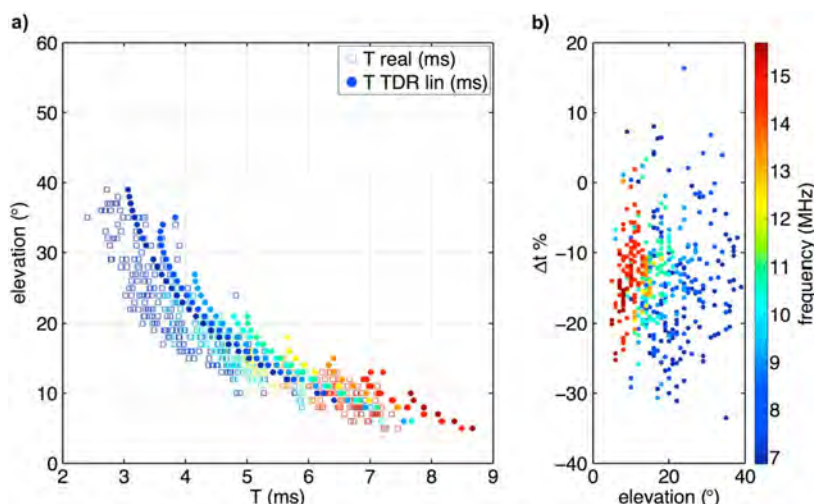 a)
60
50
40
30
20
10
0
elevation (°)
T real (ms)
T TDR lin (ms)
2 3 4 5 6 7 8 9
T (ms)
b)
20
10
0
−10
−20
−30
−40
Δt %
0 20 40
elevation (°)
15
14
13
12
11
10
9
8
7
frequency (MHz)